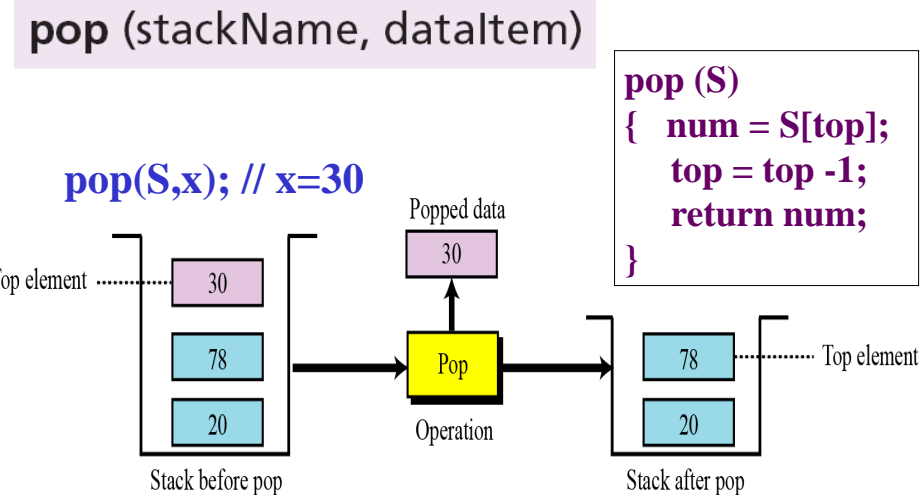 pop (stackName, dataItem)
pop (S)
{ num = S[top];
top = top -1;
return num;
}
pop(S,x); // x=30
Popped data
30
Top element
30
78
20
Stack before pop
Pop
Operation
78
Top element
20
Stack after pop